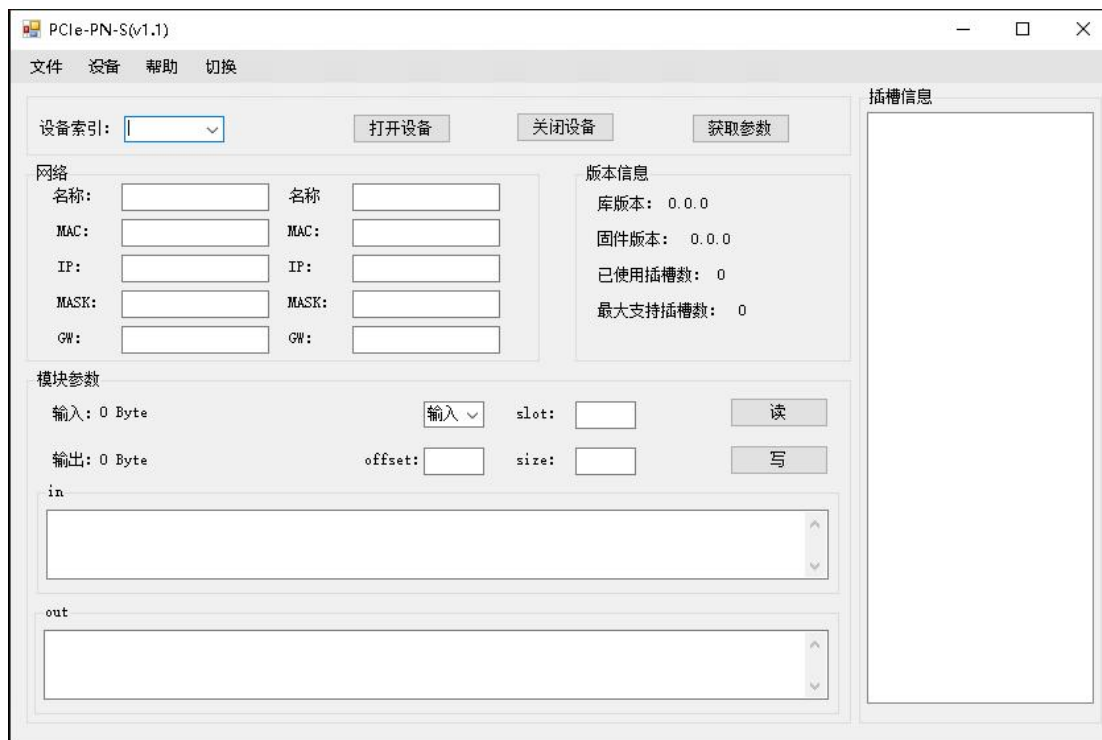 PCIe-PN-S(v1.1)
文件 设备 帮助 切换
设备索引: 打开设备 关闭设备 获取参数
网络
名称: 名称
MAC: MAC:
IP: IP:
MASK: MASK:
GW: GW:
版本信息
库版本: 0.0.0
固件版本: 0.0.0
已使用插槽数: 0
最大支持插槽数: 0
模块参数
输入: 0 Byte 输入 slot: 读
输出: 0 Byte offset: size: 写
in
out
插槽信息